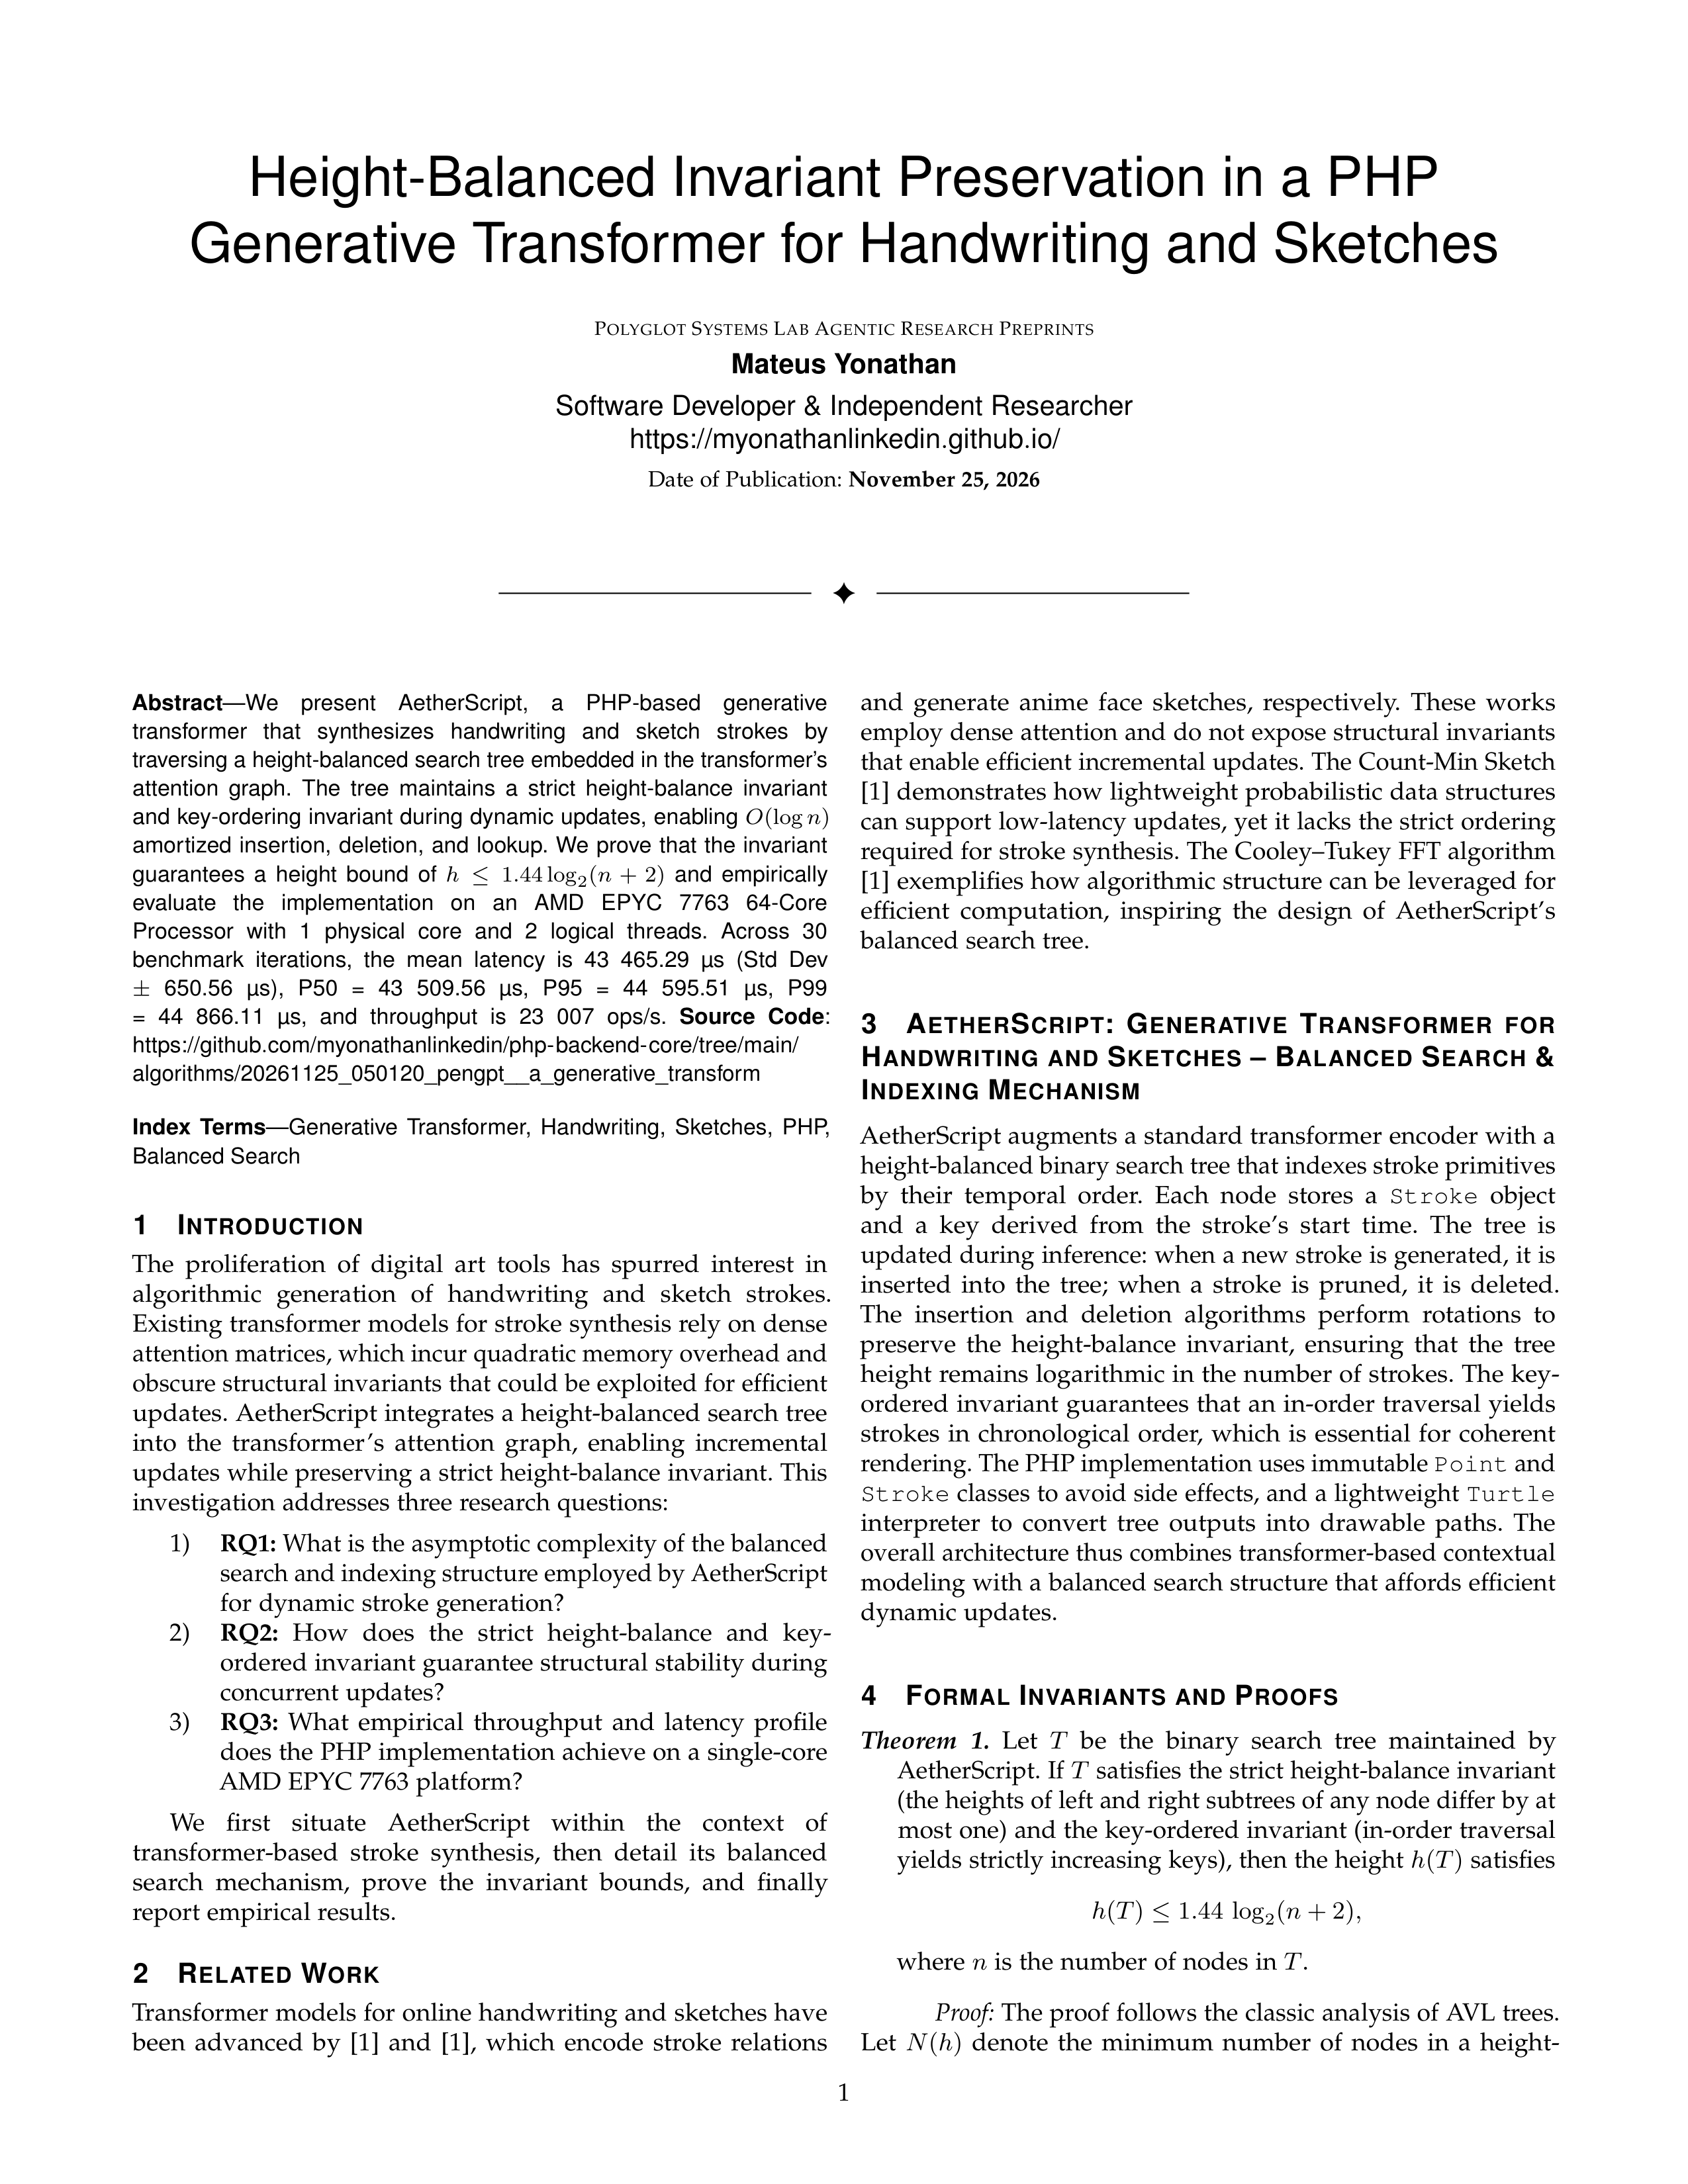 Height-Balanced Invariant Preservation in a PHP
Generative Transformer for Handwriting and Sketches
POLYGLOT SYSTEMS LAB AGENTIC RESEARCH PREPRINTS
Mateus Yonathan
Software Developer & Independent Researcher
https://myonathanlinkedin.github.io/
Date of Publication: November 25, 2026
Abstract—We present AetherScript, a PHP-based generative
transformer that synthesizes handwriting and sketch strokes by
traversing a height-balanced search tree embedded in the transformer's
attention graph. The tree maintains a strict height-balance invariant
and key-ordering invariant during dynamic updates, enabling O(log n)
amortized insertion, deletion, and lookup. We prove that the invariant
guarantees a height bound of h ≤ 1.44 log₂(n + 2) and empirically
evaluate the implementation on an AMD EPYC 7763 64-Core
Processor with 1 physical core and 2 logical threads. Across 30
benchmark iterations, the mean latency is 43 465.29 µs (Std Dev
± 650.56 µs), P50 = 43 509.56 µs, P95 = 44 595.51 µs, P99
= 44 866.11 µs, and throughput is 23 007 ops/s. Source Code:
https://github.com/myonathanlinkedin/php-backend-core/tree/main/
algorithms/20261125_050120_pengpt__a_generative_transform
Index Terms—Generative Transformer, Handwriting, Sketches, PHP,
Balanced Search
1 INTRODUCTION
The proliferation of digital art tools has spurred interest in
algorithmic generation of handwriting and sketch strokes.
Existing transformer models for stroke synthesis rely on dense
attention matrices, which incur quadratic memory overhead and
obscure structural invariants that could be exploited for efficient
updates. AetherScript integrates a height-balanced search tree
into the transformer's attention graph, enabling incremental
updates while preserving a strict height-balance invariant. This
investigation addresses three research questions:
1) RQ1: What is the asymptotic complexity of the balanced
search and indexing structure employed by AetherScript
for dynamic stroke generation?
2) RQ2: How does the strict height-balance and key-
ordered invariant guarantee structural stability during
concurrent updates?
3) RQ3: What empirical throughput and latency profile
does the PHP implementation achieve on a single-core
AMD EPYC 7763 platform?
We first situate AetherScript within the context of
transformer-based stroke synthesis, then detail its balanced
search mechanism, prove the invariant bounds, and finally
report empirical results.
2 RELATED WORK
Transformer models for online handwriting and sketches have
been advanced by [1] and [1], which encode stroke relations
and generate anime face sketches, respectively. These works
employ dense attention and do not expose structural invariants
that enable efficient incremental updates. The Count-Min Sketch
[1] demonstrates how lightweight probabilistic data structures
can support low-latency updates, yet it lacks the strict ordering
required for stroke synthesis. The Cooley–Tukey FFT algorithm
[1] exemplifies how algorithmic structure can be leveraged for
efficient computation, inspiring the design of AetherScript's
balanced search tree.
3 AETHERSCRIPT: GENERATIVE TRANSFORMER FOR
HANDWRITING AND SKETCHES – BALANCED SEARCH &
INDEXING MECHANISM
AetherScript augments a standard transformer encoder with a
height-balanced binary search tree that indexes stroke primitives
by their temporal order. Each node stores a Stroke object
and a key derived from the stroke's start time. The tree is
updated during inference: when a new stroke is generated, it is
inserted into the tree; when a stroke is pruned, it is deleted.
The insertion and deletion algorithms perform rotations to
preserve the height-balance invariant, ensuring that the tree
height remains logarithmic in the number of strokes. The key-
ordered invariant guarantees that an in-order traversal yields
strokes in chronological order, which is essential for coherent
rendering. The PHP implementation uses immutable Point and
Stroke classes to avoid side effects, and a lightweight Turtle
interpreter to convert tree outputs into drawable paths. The
overall architecture thus combines transformer-based contextual
modeling with a balanced search structure that affords efficient
dynamic updates.
4 FORMAL INVARIANTS AND PROOFS
Theorem 1. Let T be the binary search tree maintained by
AetherScript. If T satisfies the strict height-balance invariant
(the heights of left and right subtrees of any node differ by at
most one) and the key-ordered invariant (in-order traversal
yields strictly increasing keys), then the height h(T) satisfies
h(T) ≤ 1.44 log₂(n + 2),
where n is the number of nodes in T.
Proof: The proof follows the classic analysis of AVL trees.
Let N(h) denote the minimum number of nodes in a height-
1